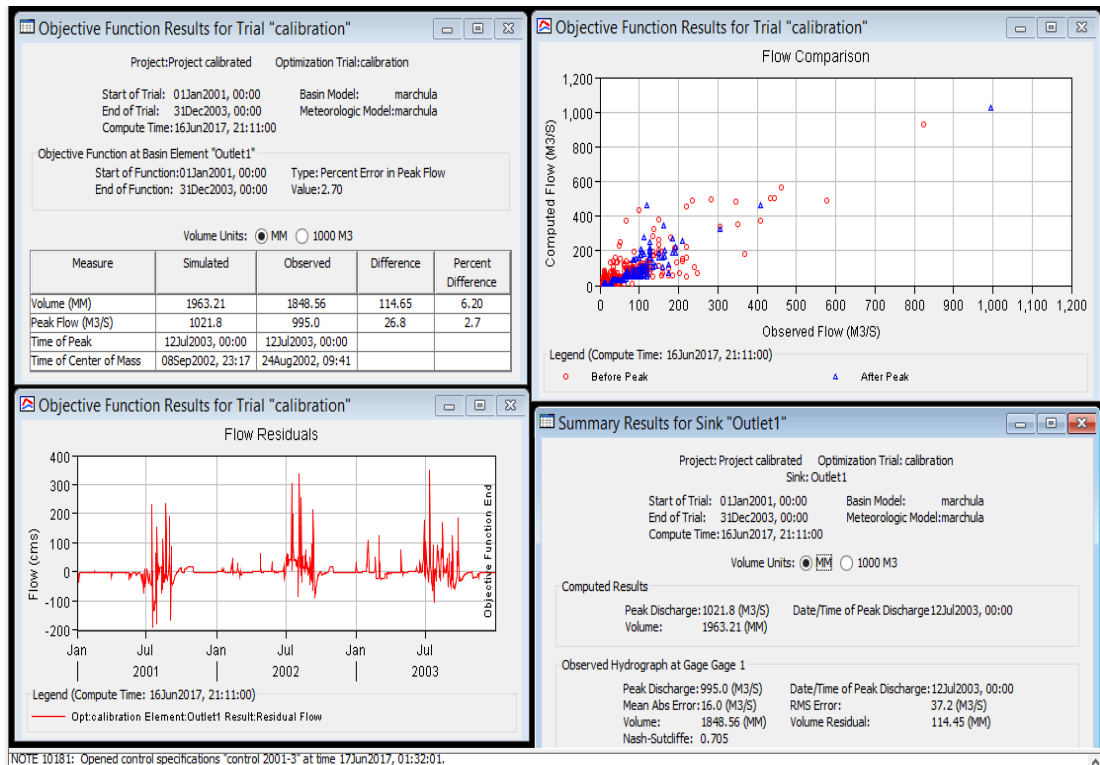 Objective Function Results for Trial "calibration"
Project:Project calibrated Optimization Trial:calibration
Start of Trial: 01Jan2001, 00:00 Basin Model: marchula
End of Trial: 31Dec2003, 00:00 Meteorologic Model:marchula
Compute Time:16Jun2017, 21:11:00
Objective Function at Basin Element "Outlet1"
Start of Function:01Jan2001, 00:00 Type: Percent Error in Peak Flow
End of Function: 31Dec2003, 00:00 Value:2.70
Volume Units: MM 1000 M3
Measure Simulated Observed Difference Percent Difference
Volume (MM) 1963.21 1848.56 114.65 6.20
Peak Flow (M3/S) 1021.8 995.0 26.8 2.7
Time of Peak 12Jul2003, 00:00 12Jul2003, 00:00
Time of Center of Mass 08Sep2002, 23:17 24Aug2002, 09:41
Objective Function Results for Trial "calibration"
Flow Comparison
1,200
1,000
800
600
400
200
0
Computed Flow (M3/S)
0 100 200 300 400 500 600 700 800 900 1,000 1,100 1,200
Observed Flow (M3/S)
Legend (Compute Time: 16Jun2017, 21:11:00)
Before Peak After Peak
Objective Function Results for Trial "calibration"
Flow Residuals
400
300
200
100
0
-100
-200
Flow (cms)
Objective Function End
Jan Jul Jan Jul Jan Jul
2001 2002 2003
Legend (Compute Time: 16Jun2017, 21:11:00)
Opt:calibration Element:Outlet1 Result:Residual Flow
Summary Results for Sink "Outlet1"
Project: Project calibrated Optimization Trial: calibration
Sink: Outlet1
Start of Trial: 01Jan2001, 00:00 Basin Model: marchula
End of Trial: 31Dec2003, 00:00 Meteorologic Model:marchula
Compute Time:16Jun2017, 21:11:00
Volume Units: MM 1000 M3
Computed Results
Peak Discharge:1021.8 (M3/S) Date/Time of Peak Discharge12Jul2003, 00:00
Volume: 1963.21 (MM)
Observed Hydrograph at Gage Gage 1
Peak Discharge:995.0 (M3/S) Date/Time of Peak Discharge:12Jul2003, 00:00
Mean Abs Error:16.0 (M3/S) RMS Error: 37.2 (M3/S)
Volume: 1848.56 (MM) Volume Residual: 114.45 (MM)
Nash-Sutcliffe: 0.705
NOTE 10181: Opened control specifications "control 2001-3" at time 17Jun2017, 01:32:01.